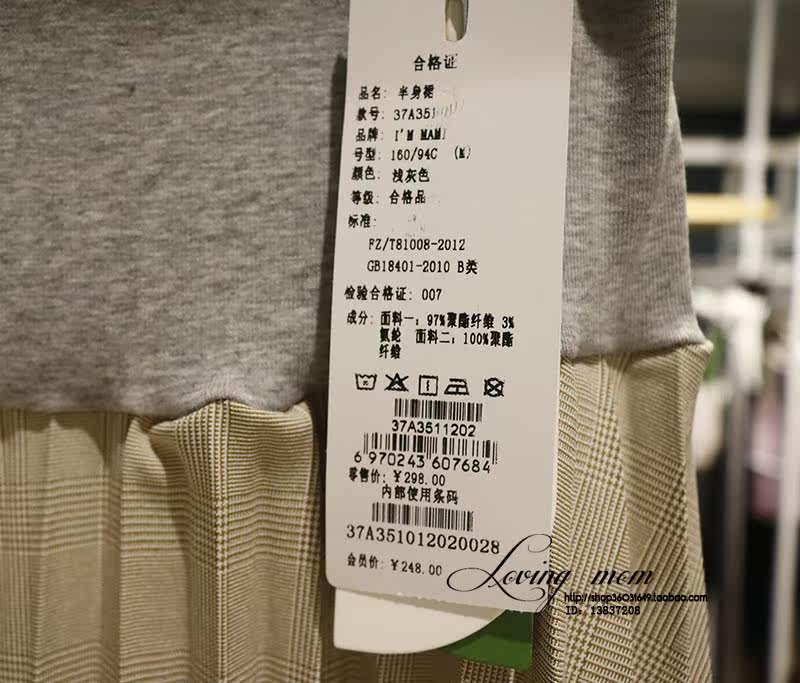 合格证
品名: 半身裙
款号: 37A351
品牌: I'M MAMI
号型: 160/94C (M)
颜色: 浅灰色
等级: 合格品
标准:
FZ/T81008-2012
GB18401-2010 B类
检验合格证: 007
成分: 面料一: 97%聚酯纤维 3%
氨纶 面料二: 100%聚酯
纤维
37A3511202
6 970243 607684
零售价: ¥298.00
内部使用条码
37A351012020028
会员价: ¥248.00
Loving mom
http://shop36031649.taobao.com
ID: 13837208